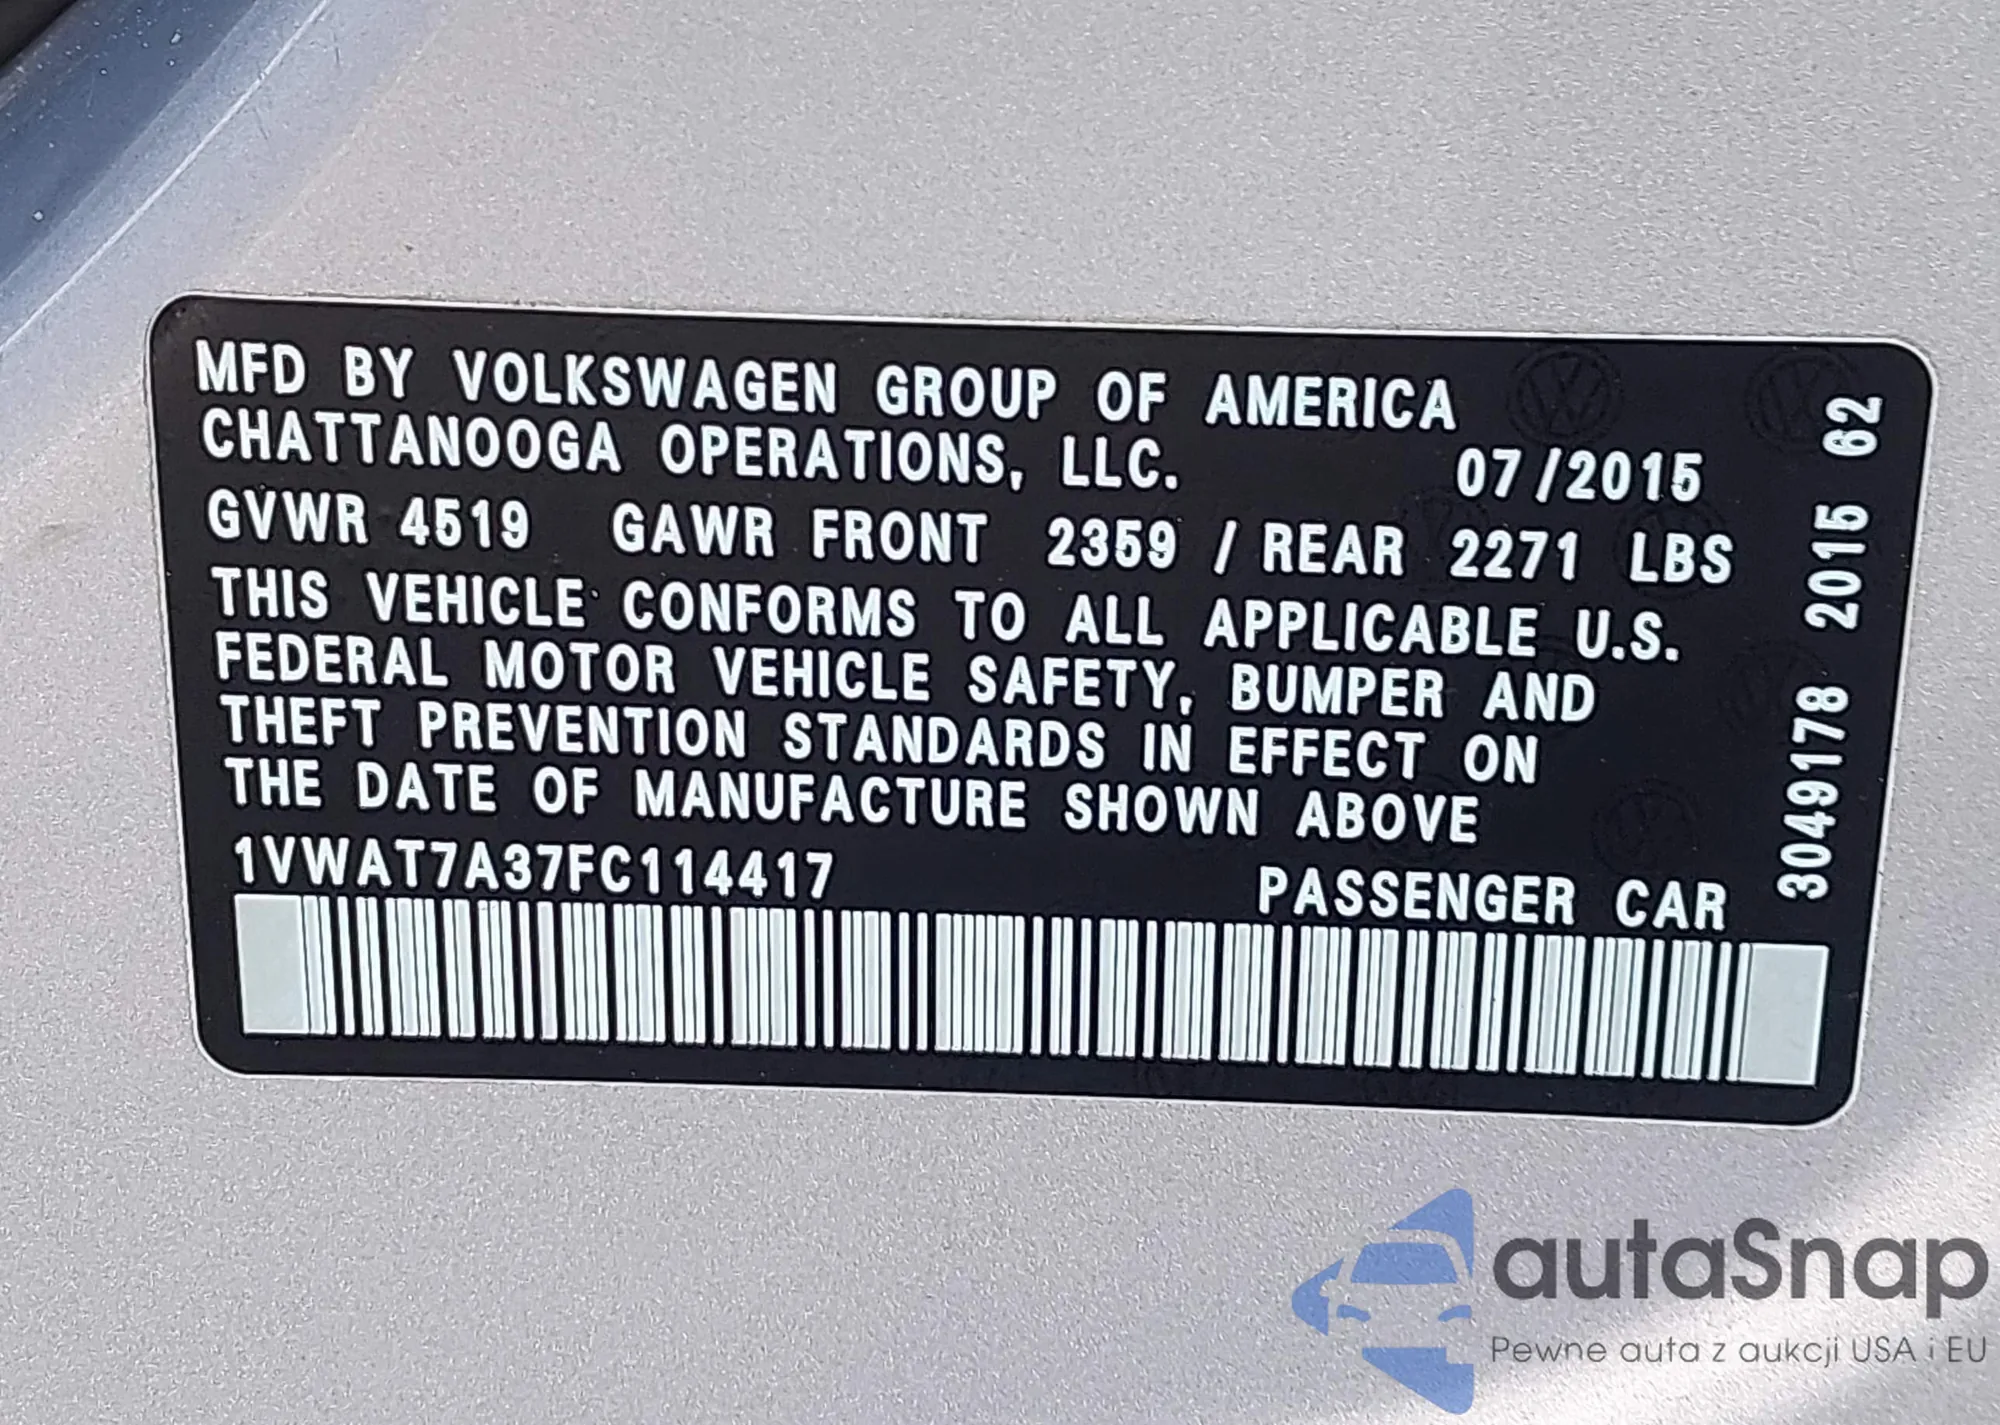 MFD BY VOLKSWAGEN GROUP OF AMERICA
CHATTANOOGA OPERATIONS, LLC. 07/2015
GVWR 4519 GAWR FRONT 2359 / REAR 2271 LBS
THIS VEHICLE CONFORMS TO ALL APPLICABLE U.S.
FEDERAL MOTOR VEHICLE SAFETY, BUMPER AND
THEFT PREVENTION STANDARDS IN EFFECT ON
THE DATE OF MANUFACTURE SHOWN ABOVE
1VWAT7A37FC114417 PASSENGER CAR
3049178 2015 62
autaSnap
Pewne auta z aukcji USA i EU